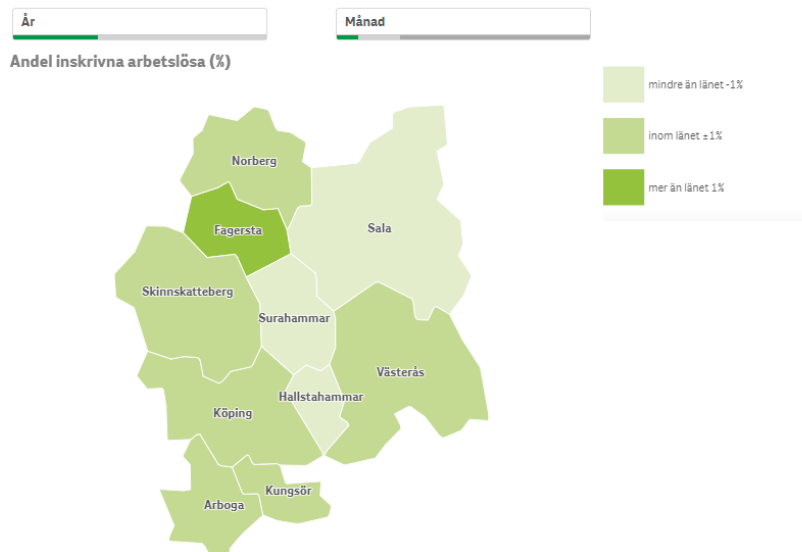 År
Månad
Andel inskrivna arbetslösa (%)
mindre än länet -1%
inom länet ±1%
mer än länet 1%
Norberg
Fagersta
Sala
Skinnskatteberg
Surahammar
Västerås
Hallstahammar
Köping
Kungsör
Arboga